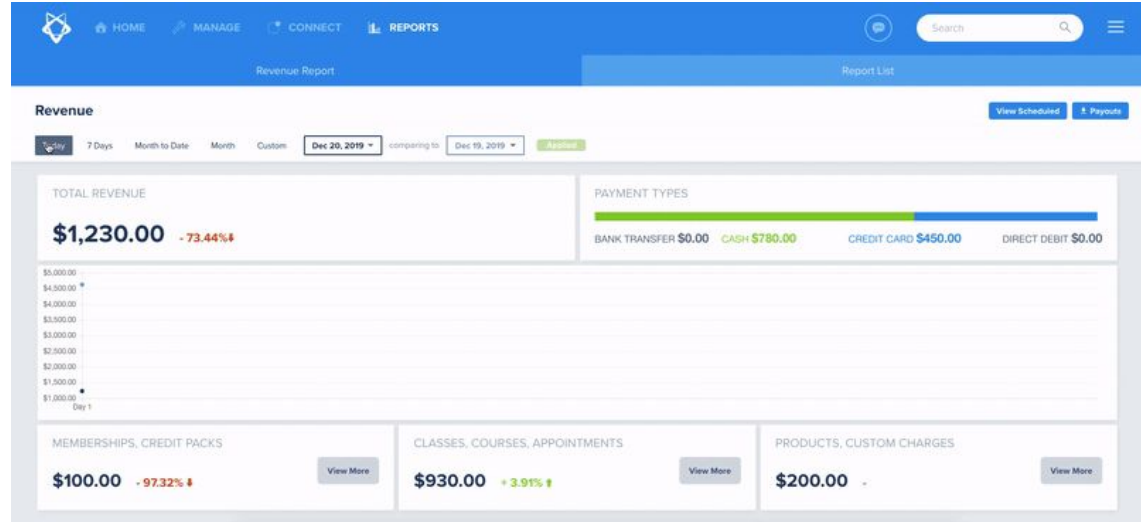 HOME MANAGE CONNECT REPORTS Search
Revenue Report Report List
Revenue
View Scheduled Payouts
Today 7 Days Month to Date Month Custom Dec 20, 2019 comparing to Dec 19, 2019 Applied
TOTAL REVENUE
$1,230.00 - 73.44%
PAYMENT TYPES
BANK TRANSFER $0.00 CASH $780.00 CREDIT CARD $450.00 DIRECT DEBIT $0.00
$5,000.00
$4,500.00
$4,000.00
$3,500.00
$3,000.00
$2,500.00
$2,000.00
$1,500.00
$1,000.00
Day 1
MEMBERSHIPS, CREDIT PACKS
$100.00 - 97.32%
View More
CLASSES, COURSES, APPOINTMENTS
$930.00 + 3.91%
View More
PRODUCTS, CUSTOM CHARGES
$200.00 -
View More